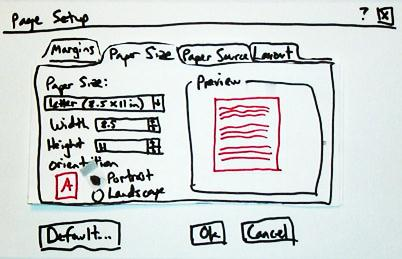 Page Setup ? X
Margins Paper Size Paper Source Layout
Paper Size:
Letter (8.5 x 11 in)
Preview
Width 8.5
Height 11
orientation
A
Portrait
Landscape
Default... Ok Cancel